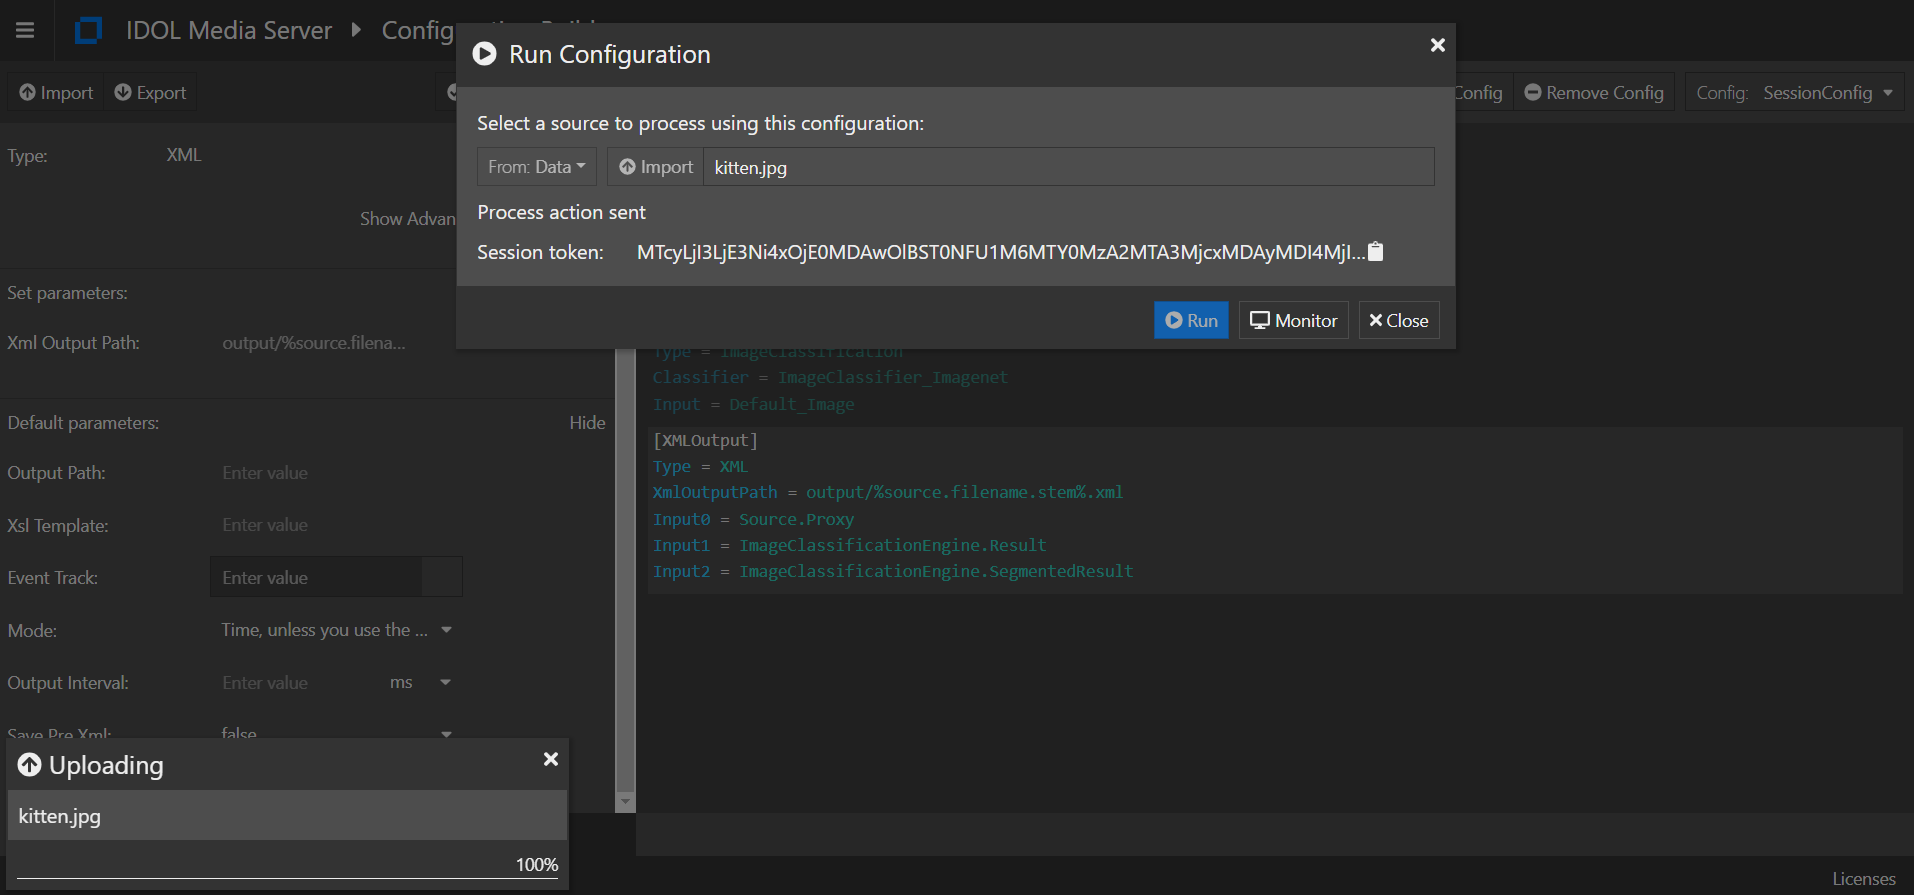 IDOL Media Server
Config
Run Configuration
Import
Export
Config
Remove Config
Config: SessionConfig
Select a source to process using this configuration:
From: Data
Import
kitten.jpg
Process action sent
Session token:
Run
Monitor
Close
Type: XML
Show Advan
Set parameters:
Xml Output Path: output/%source.filena...
Default parameters: Hide
Output Path: Enter value
Xsl Template: Enter value
Event Track: Enter value
Mode: Time, unless you use the ...
Output Interval: Enter value ms
Save Pre Xml: false
Uploading
kitten.jpg
100%
Type = ImageClassification
Classifier = ImageClassifier_Imagenet
Input = Default_Image
[XMLOutput]
Type = XML
XmlOutputPath = output/%source.filename.stem%.xml
Input0 = Source.Proxy
Input1 = ImageClassificationEngine.Result
Input2 = ImageClassificationEngine.SegmentedResult
Licenses